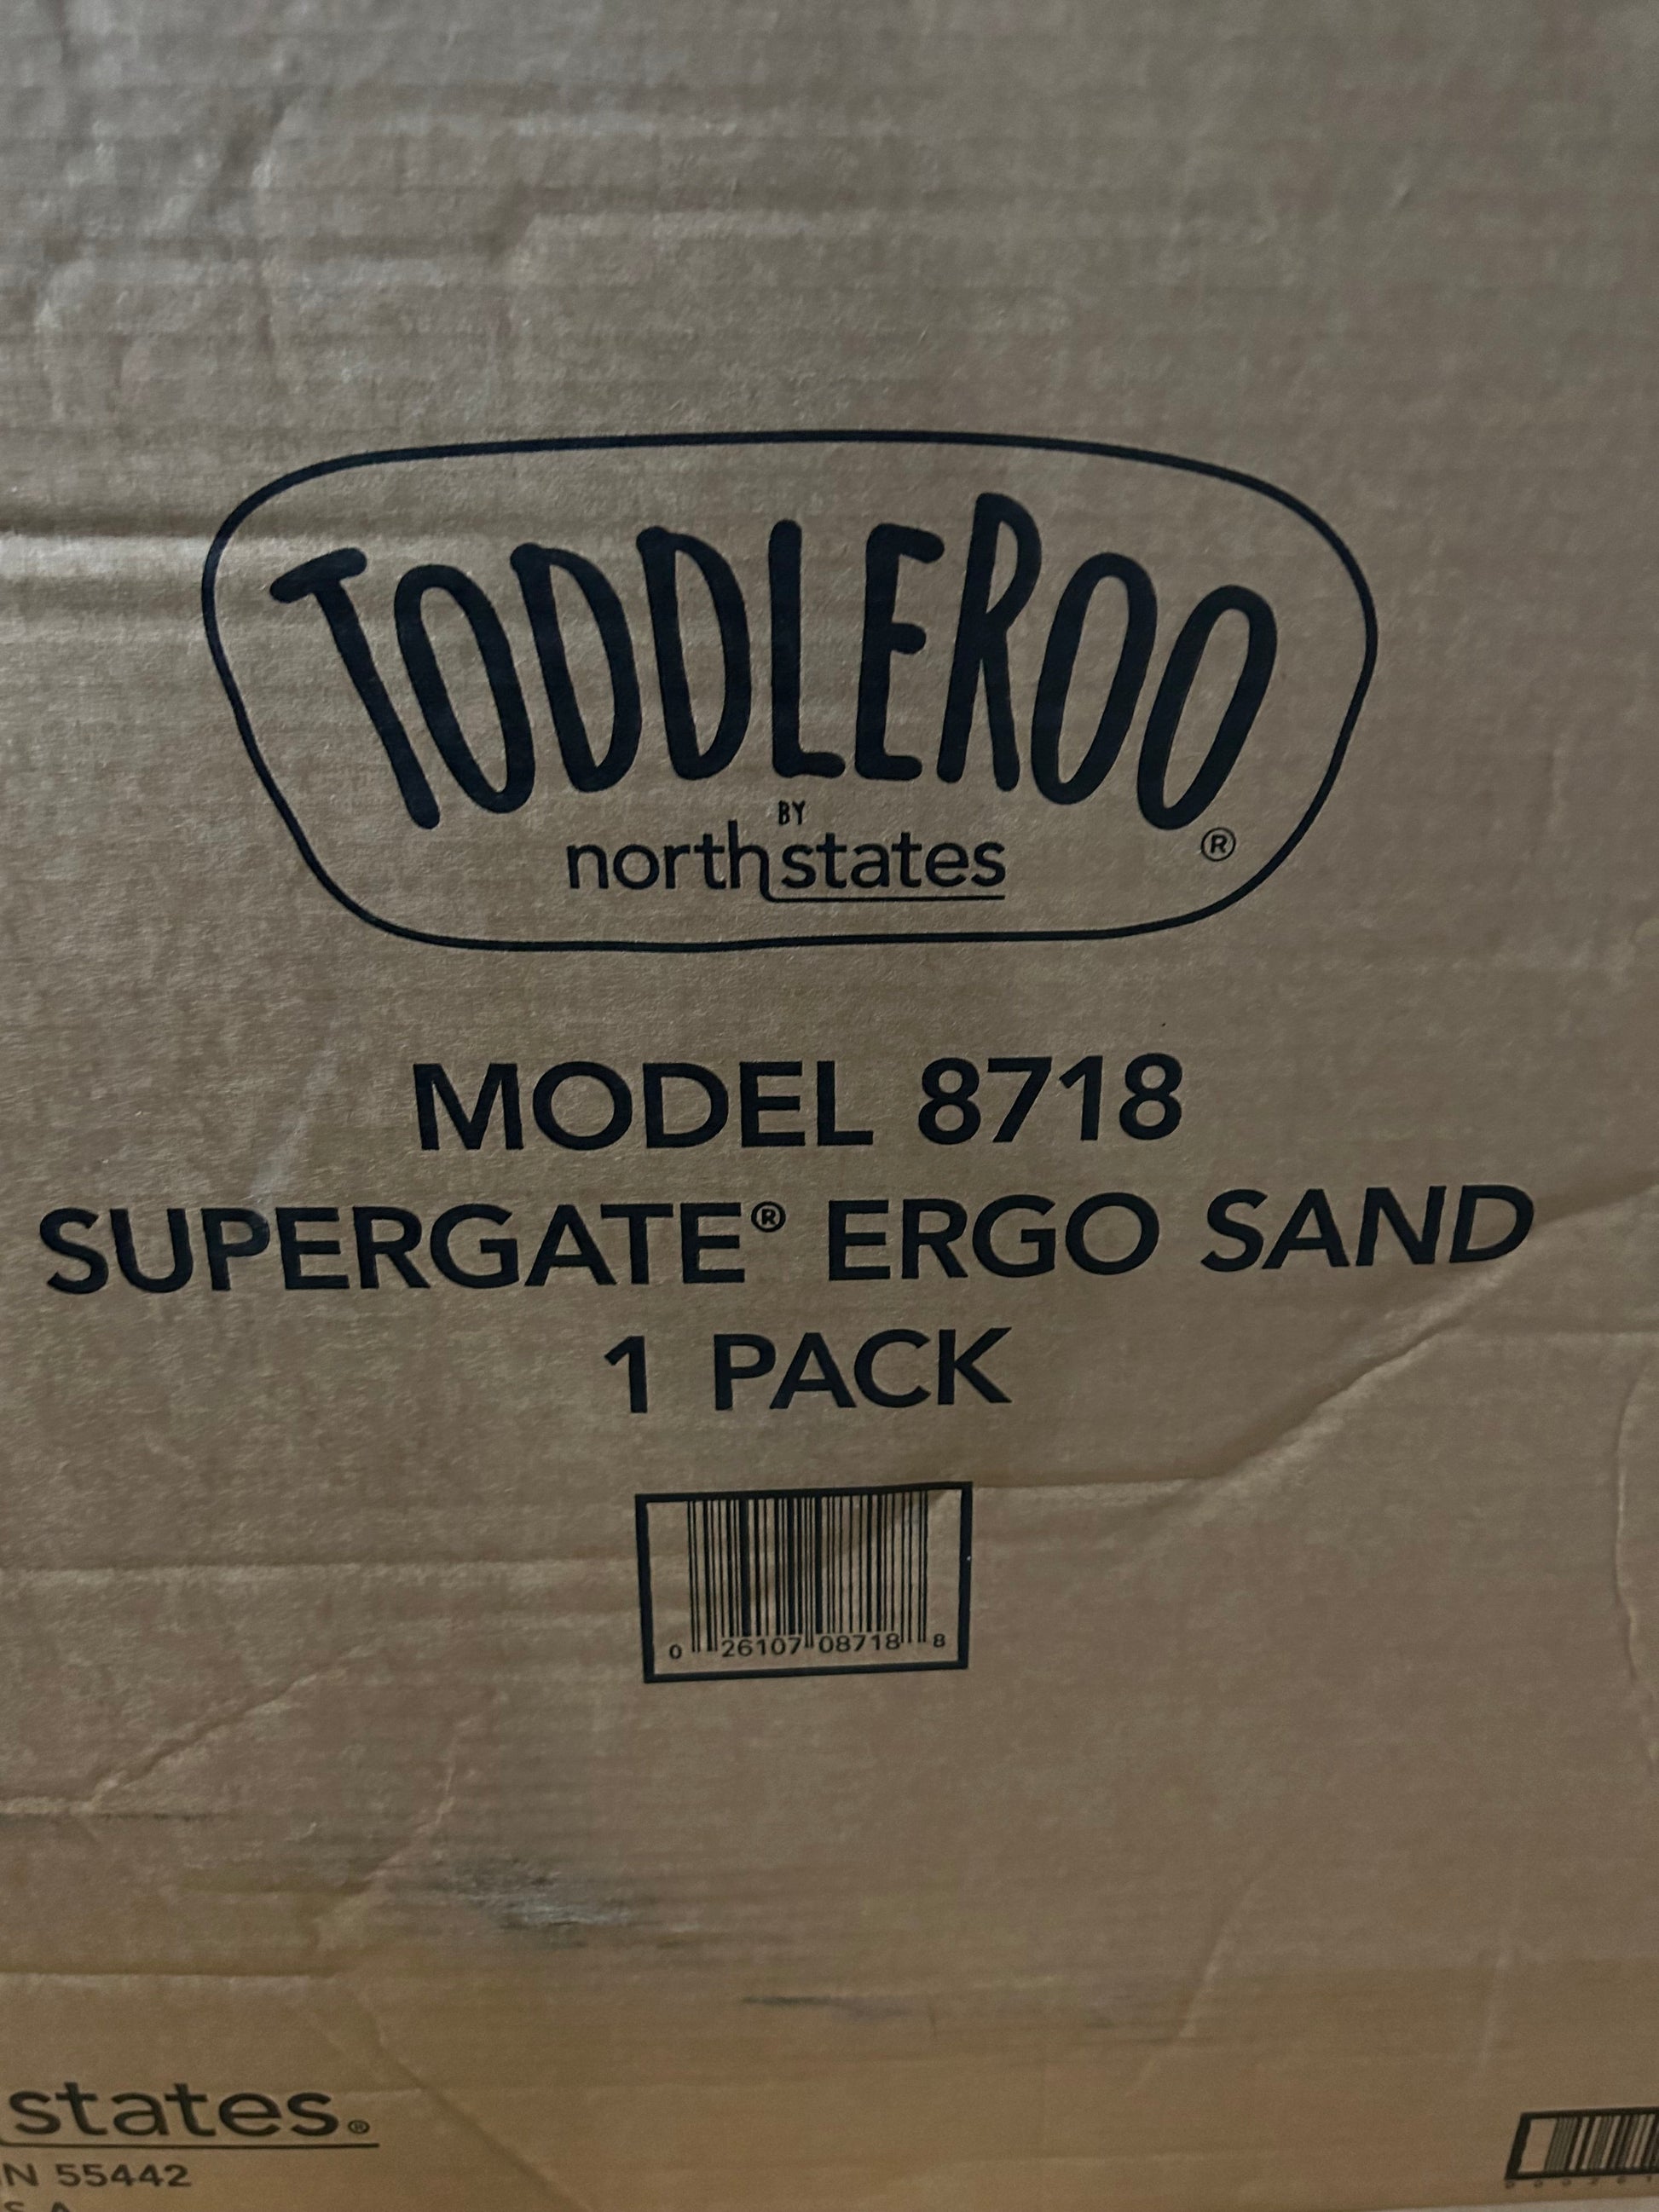 TODDLEROO
BY
northstates
®
MODEL 8718
SUPERGATE® ERGO SAND
1 PACK
0 26107 08718 8
states®
N 55442
S A